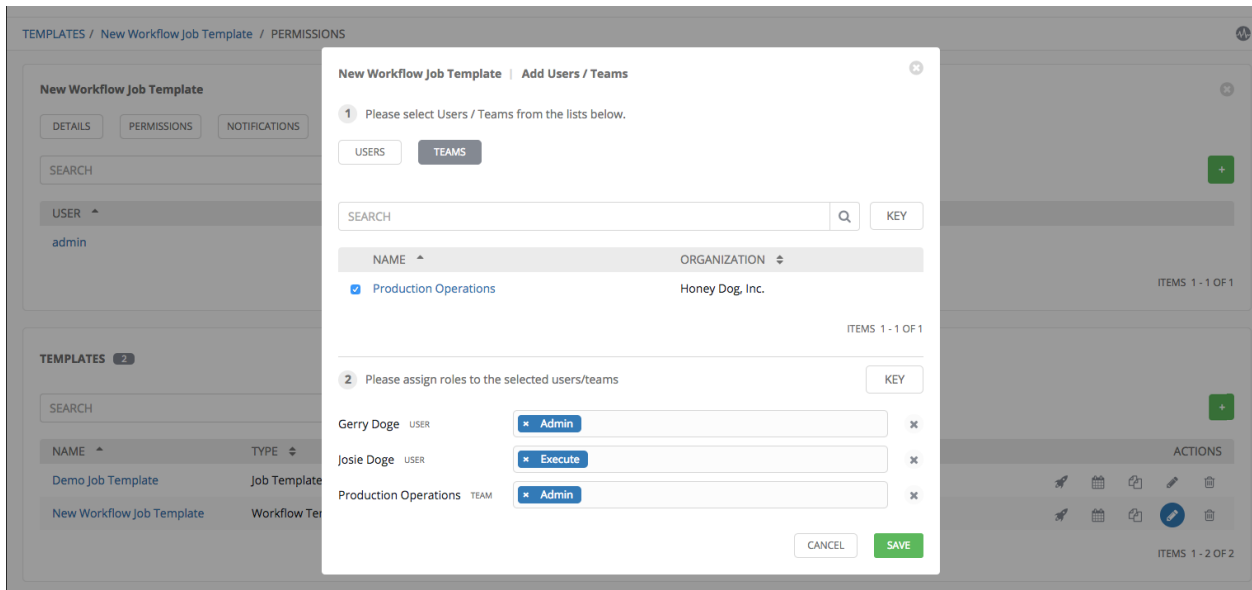 TEMPLATES / New Workflow Job Template / PERMISSIONS
New Workflow Job Template
DETAILS PERMISSIONS NOTIFICATIONS
SEARCH
+
USER
admin
ITEMS 1 - 1 OF 1
TEMPLATES 2
SEARCH
+
NAME TYPE ACTIONS
Demo Job Template Job Template
New Workflow Job Template Workflow Ter
ITEMS 1 - 2 OF 2
New Workflow Job Template | Add Users / Teams
1 Please select Users / Teams from the lists below.
USERS TEAMS
SEARCH KEY
NAME ORGANIZATION
Production Operations Honey Dog, Inc.
ITEMS 1 - 1 OF 1
2 Please assign roles to the selected users/teams KEY
Gerry Doge USER × Admin
Josie Doge USER × Execute
Production Operations TEAM × Admin
CANCEL SAVE